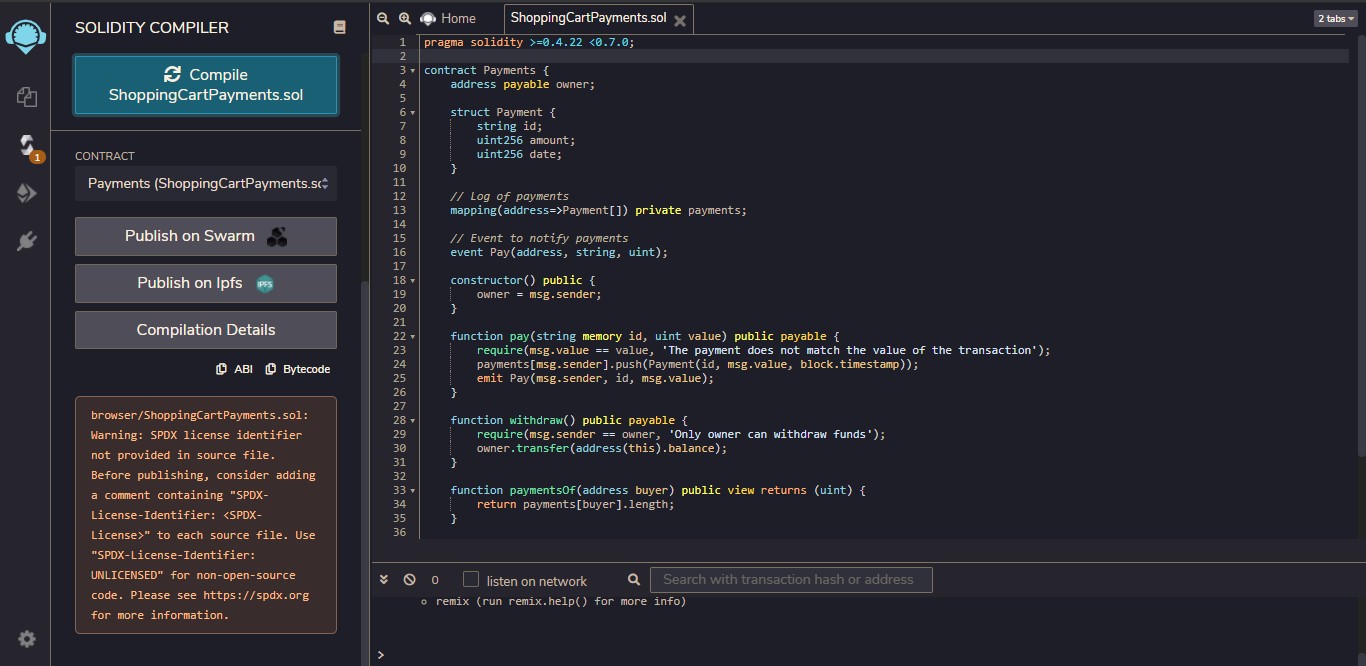 SOLIDITY COMPILER
Compile
ShoppingCartPayments.sol
1
CONTRACT
Payments (ShoppingCartPayments.sc
Publish on Swarm
Publish on Ipfs
IPFS
Compilation Details
ABI
Bytecode
browser/ShoppingCartPayments.sol:
Warning: SPDX license identifier
not provided in source file.
Before publishing, consider adding
a comment containing "SPDX-
License-Identifier: <SPDX-
License>" to each source file. Use
"SPDX-License-Identifier:
UNLICENSED" for non-open-source
code. Please see https://spdx.org
for more information.
Home
ShoppingCartPayments.sol
2 tabs
1 pragma solidity >=0.4.22 <0.7.0;
2
3 contract Payments {
4     address payable owner;
5
6     struct Payment {
7         string id;
8         uint256 amount;
9         uint256 date;
10     }
11
12     // Log of payments
13     mapping(address=>Payment[]) private payments;
14
15     // Event to notify payments
16     event Pay(address, string, uint);
17
18     constructor() public {
19         owner = msg.sender;
20     }
21
22     function pay(string memory id, uint value) public payable {
23         require(msg.value == value, 'The payment does not match the value of the transaction');
24         payments[msg.sender].push(Payment(id, msg.value, block.timestamp));
25         emit Pay(msg.sender, id, msg.value);
26     }
27
28     function withdraw() public payable {
29         require(msg.sender == owner, 'Only owner can withdraw funds');
30         owner.transfer(address(this).balance);
31     }
32
33     function paymentsOf(address buyer) public view returns (uint) {
34         return payments[buyer].length;
35     }
36
0
listen on network
Search with transaction hash or address
remix (run remix.help() for more info)
>